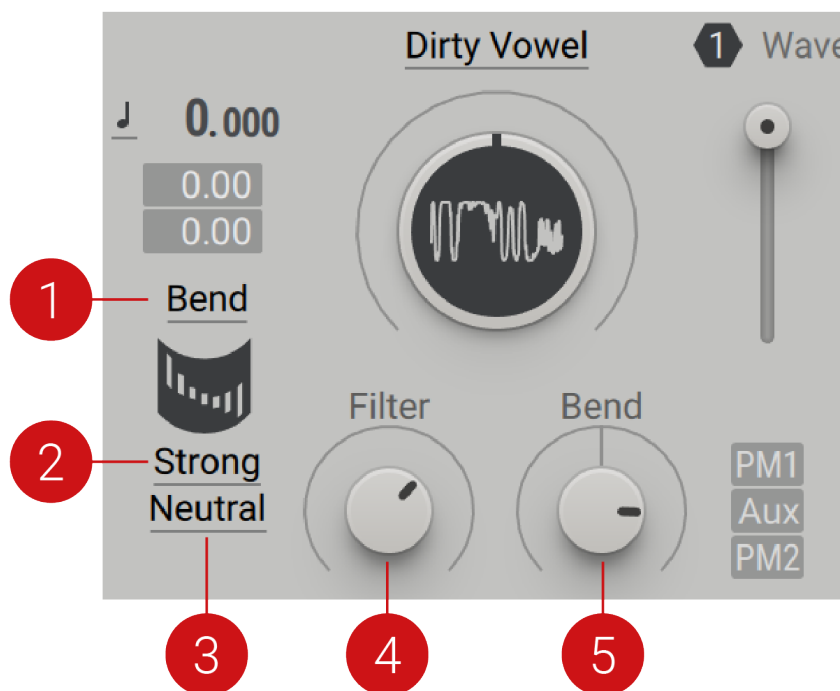 Dirty Vowel
1 Wave
0.000
0.00
0.00
1
Bend
Filter
Bend
2
Strong
PM1
Neutral
Aux
PM2
3
4
5